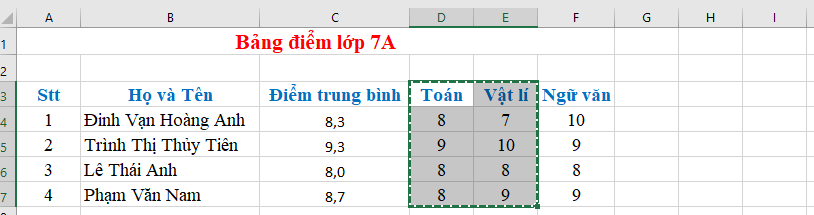 A B C D E F G H I
1 Bảng điểm lớp 7A
2
3 Stt Họ và Tên Điểm trung bình Toán Vật lí Ngữ văn
4 1 Đinh Vạn Hoàng Anh 8,3 8 7 10
5 2 Trình Thị Thủy Tiên 9,3 9 10 9
6 3 Lê Thái Anh 8,0 8 8 8
7 4 Phạm Văn Nam 8,7 8 9 9